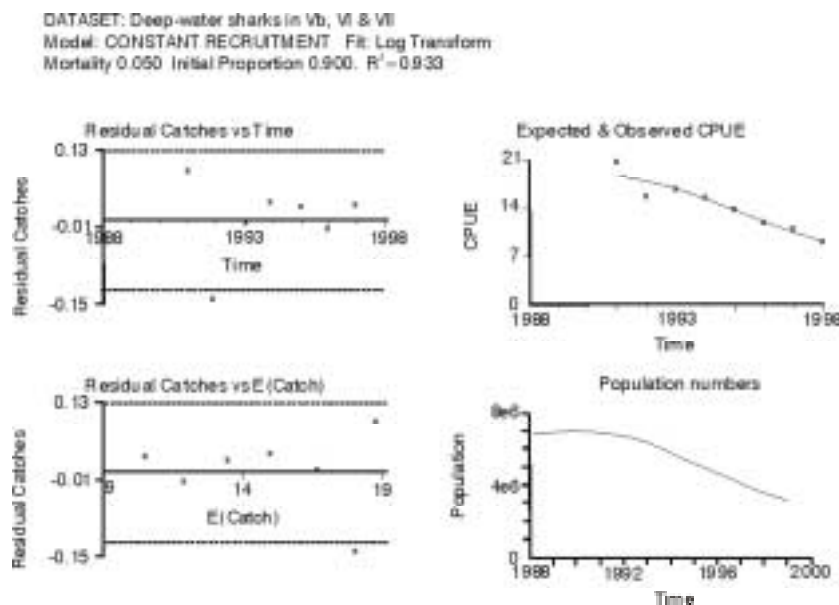 DATASET: Deep-water sharks in Vb, VI & VII
Model: CONSTANT RECRUITMENT Fit: Log Transform
Mortality 0.050 Initial Proportion 0.900. R²=0.933
Residual Catches vs Time
0.13
-0.01
-0.15
1988
1993
1998
Time
Residual Catches
Expected & Observed CPUE
21
14
7
0
1988
1993
1998
Time
CPUE
Residual Catches vs E(Catch)
0.13
-0.01
-0.15
9
14
19
E(Catch)
Residual Catches
Population numbers
8e6
4e6
0
1988
1992
1996
2000
Time
Population